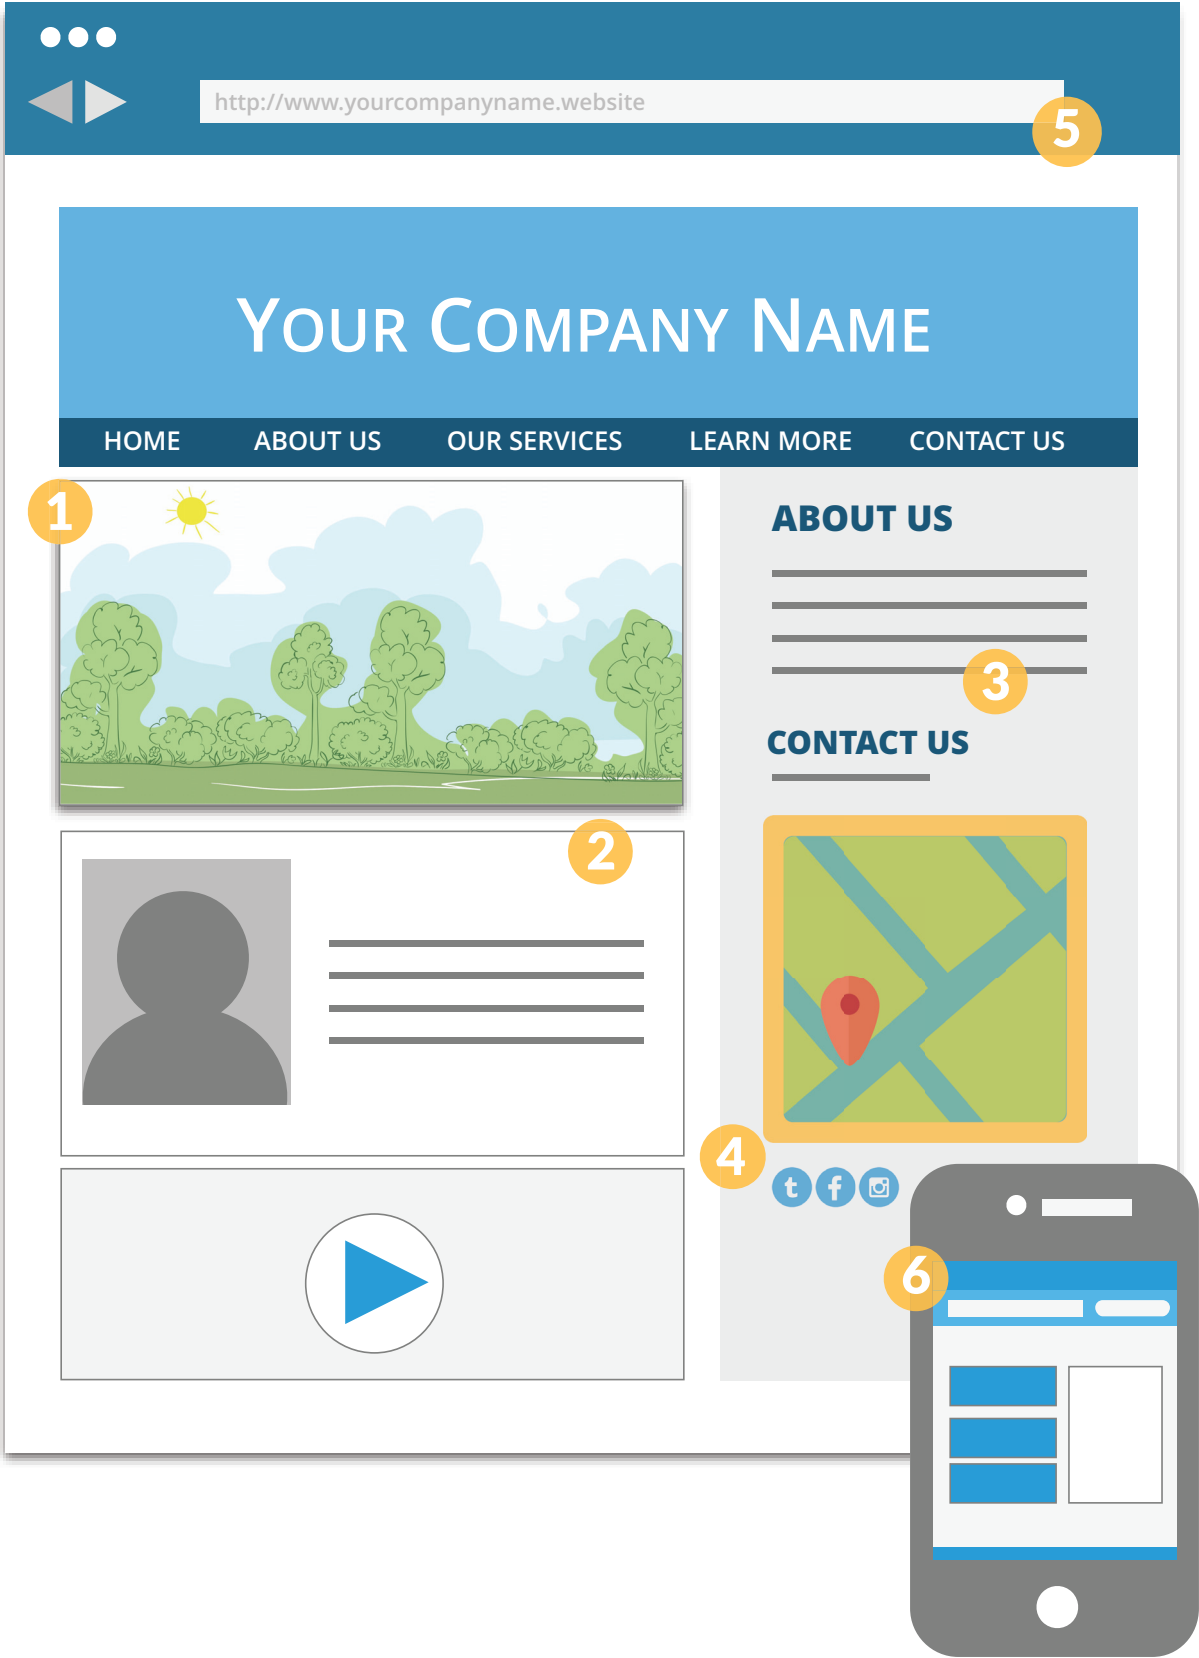 http://www.yourcompanyname.website
5
YOUR COMPANY NAME
HOME ABOUT US OUR SERVICES LEARN MORE CONTACT US
1
ABOUT US
3
CONTACT US
2
4
t f
6